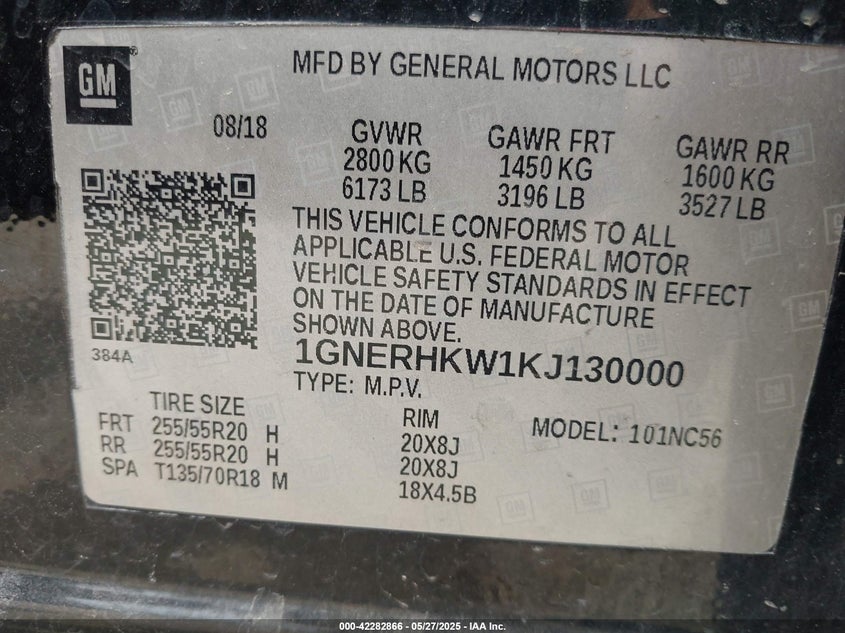 GM
MFD BY GENERAL MOTORS LLC
08/18
GVWR GAWR FRT GAWR RR
2800 KG 1450 KG 1600 KG
6173 LB 3196 LB 3527 LB
THIS VEHICLE CONFORMS TO ALL
APPLICABLE U.S. FEDERAL MOTOR
VEHICLE SAFETY STANDARDS IN EFFECT
ON THE DATE OF MANUFACTURE
SHOWN ABOVE.
384A
1GNERHKW1KJ130000
TYPE: M.P.V.
TIRE SIZE RIM MODEL: 101NC56
FRT 255/55R20 H 20X8J
RR 255/55R20 H 20X8J
SPA T135/70R18 M 18X4.5B
000-42282866 - 05/27/2025 - IAA Inc.